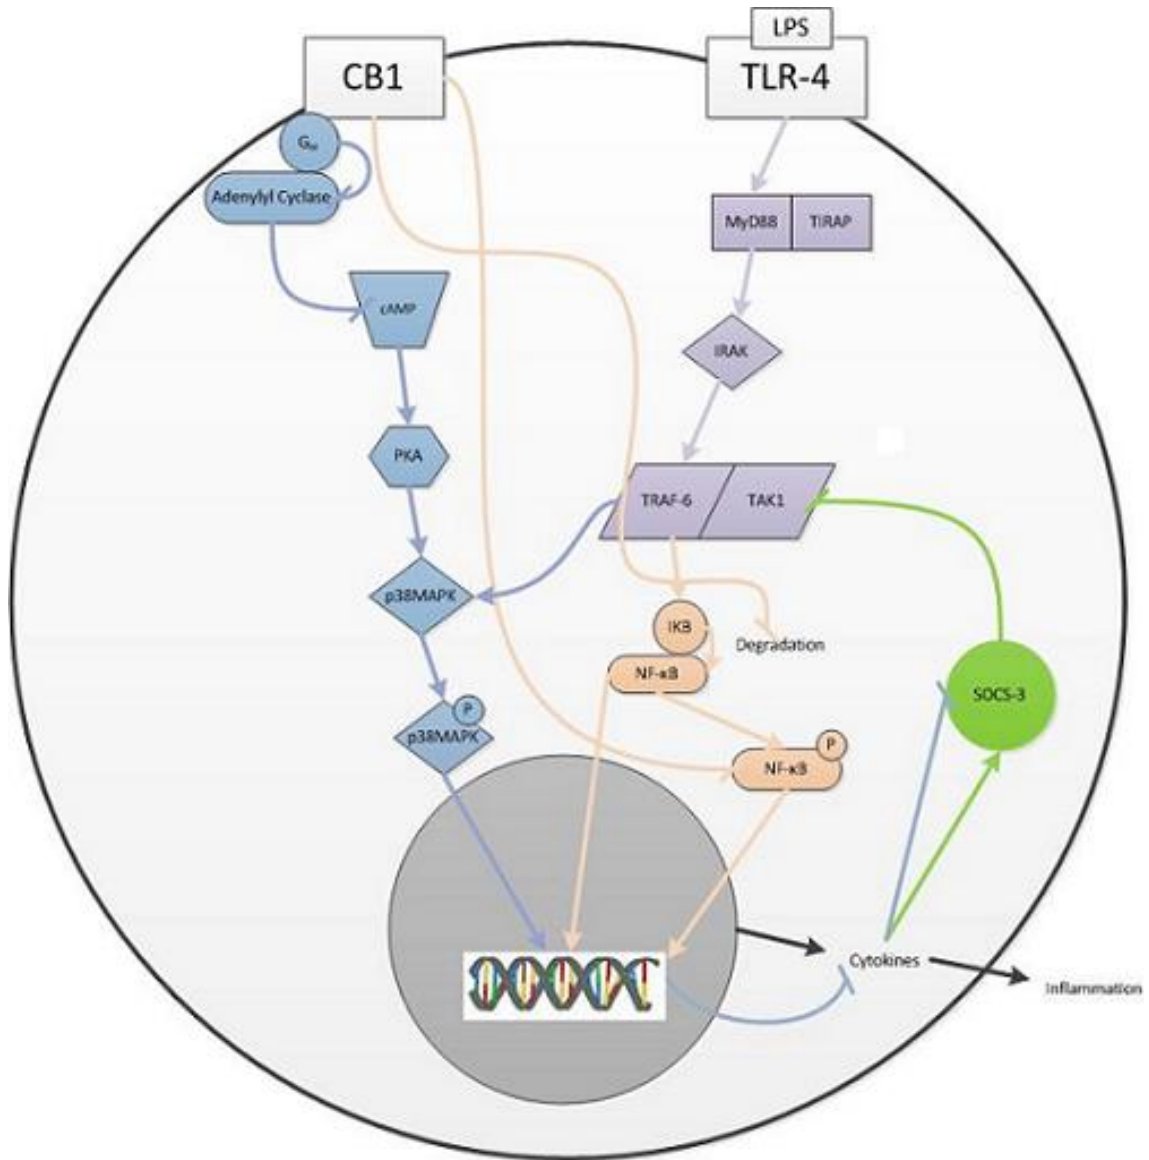 LPS
CB1
TLR-4
Adenylyl Cyclase
MyD88
TIRAP
cAMP
IRAK
PKA
TRAF-6
TAK1
p38MAPK
IKB
Degradation
NF-κB
SOCS-3
P
p38MAPK
P
NF-κB
Cytokines
Inflammation